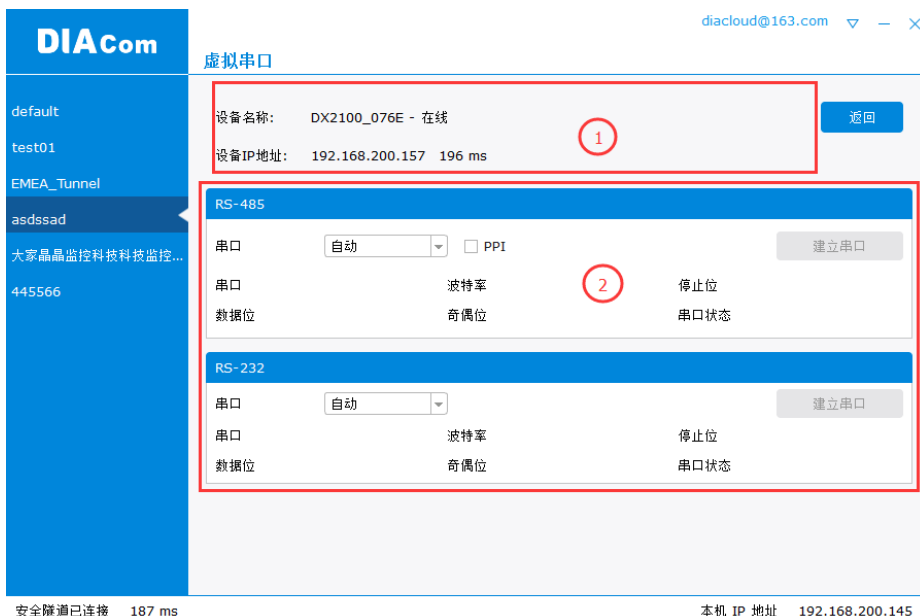 diacloud@163.com
DIACom
虚拟串口
default
test01
EMEA_Tunnel
asdssad
大家晶晶监控科技科技监控...
445566
设备名称: DX2100_076E - 在线
返回
设备IP地址: 192.168.200.157 196 ms
1
RS-485
串口 自动 PPI 建立串口
串口 波特率 停止位
2
数据位 奇偶位 串口状态
RS-232
串口 自动 建立串口
串口 波特率 停止位
数据位 奇偶位 串口状态
安全隧道已连接 187 ms
本机 IP 地址 192.168.200.145